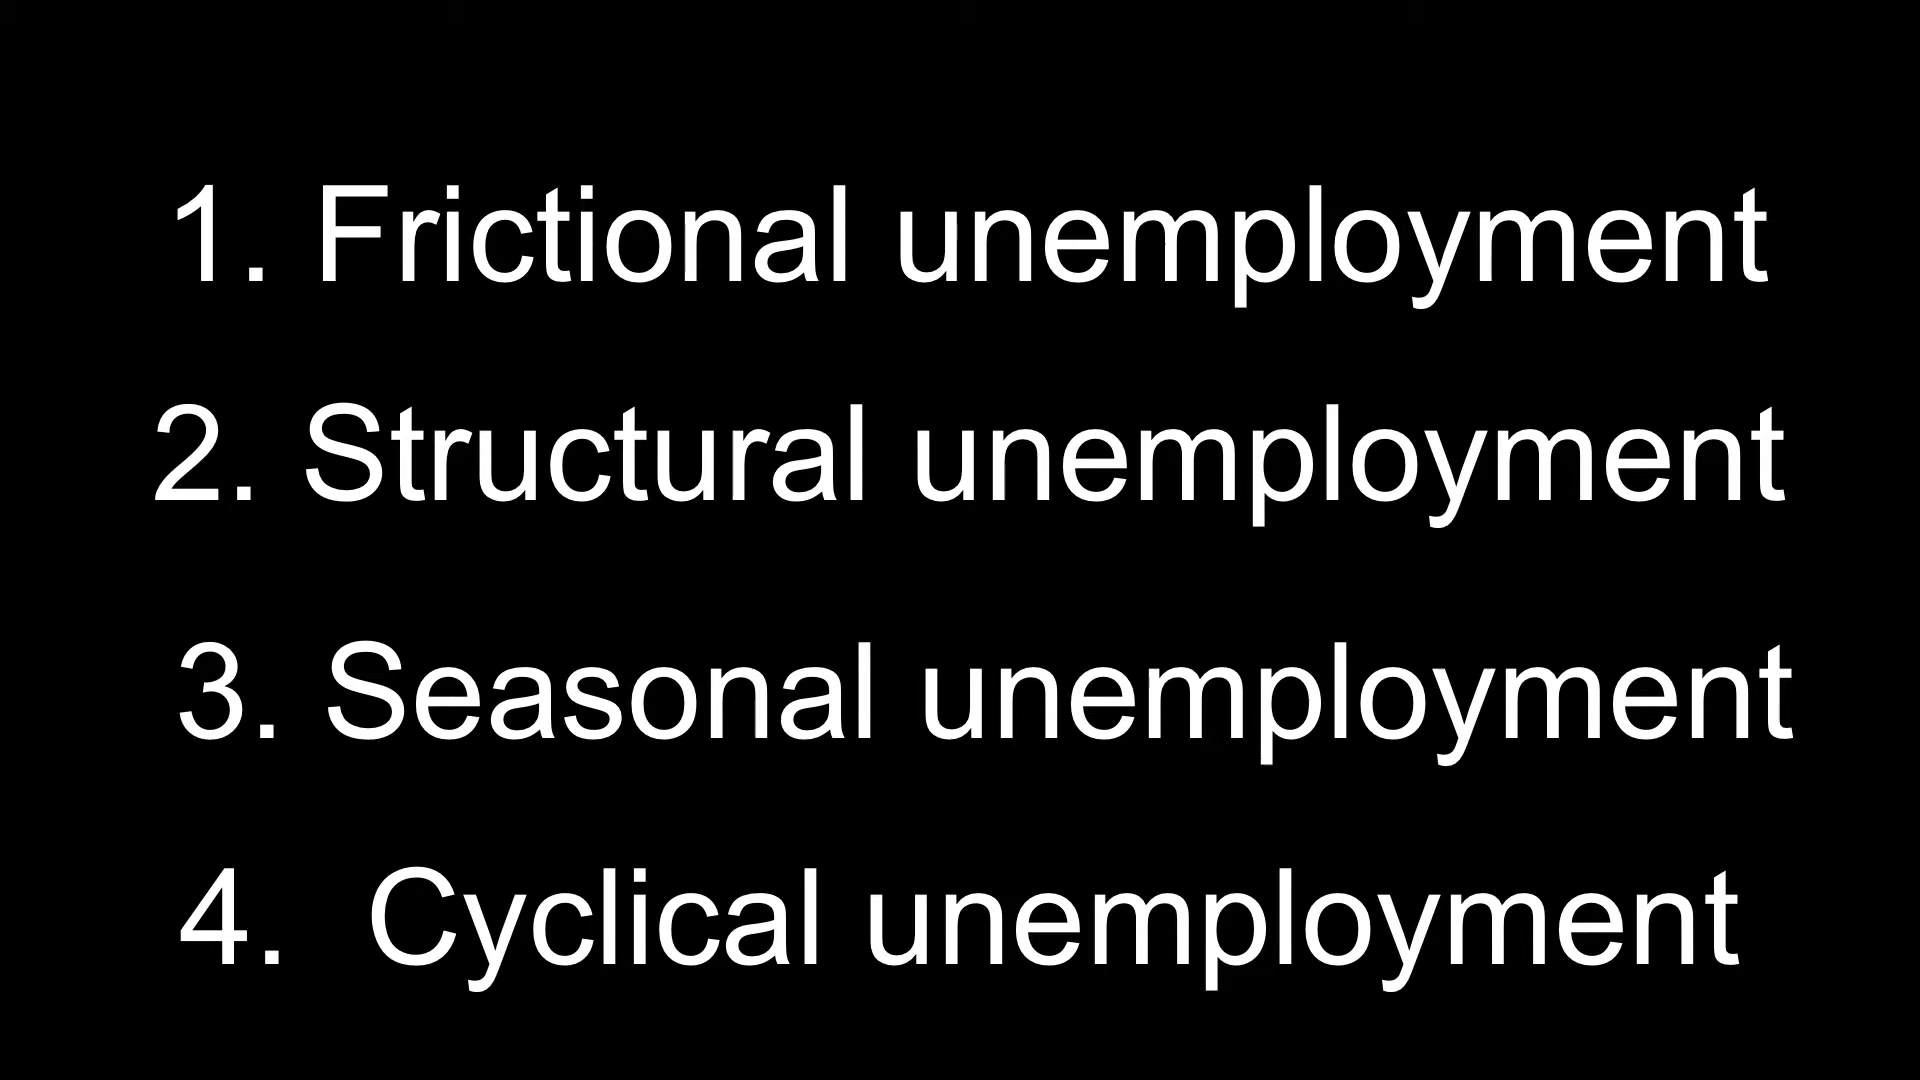 1. Frictional unemployment
2. Structural unemployment
3. Seasonal unemployment
4. Cyclical unemployment